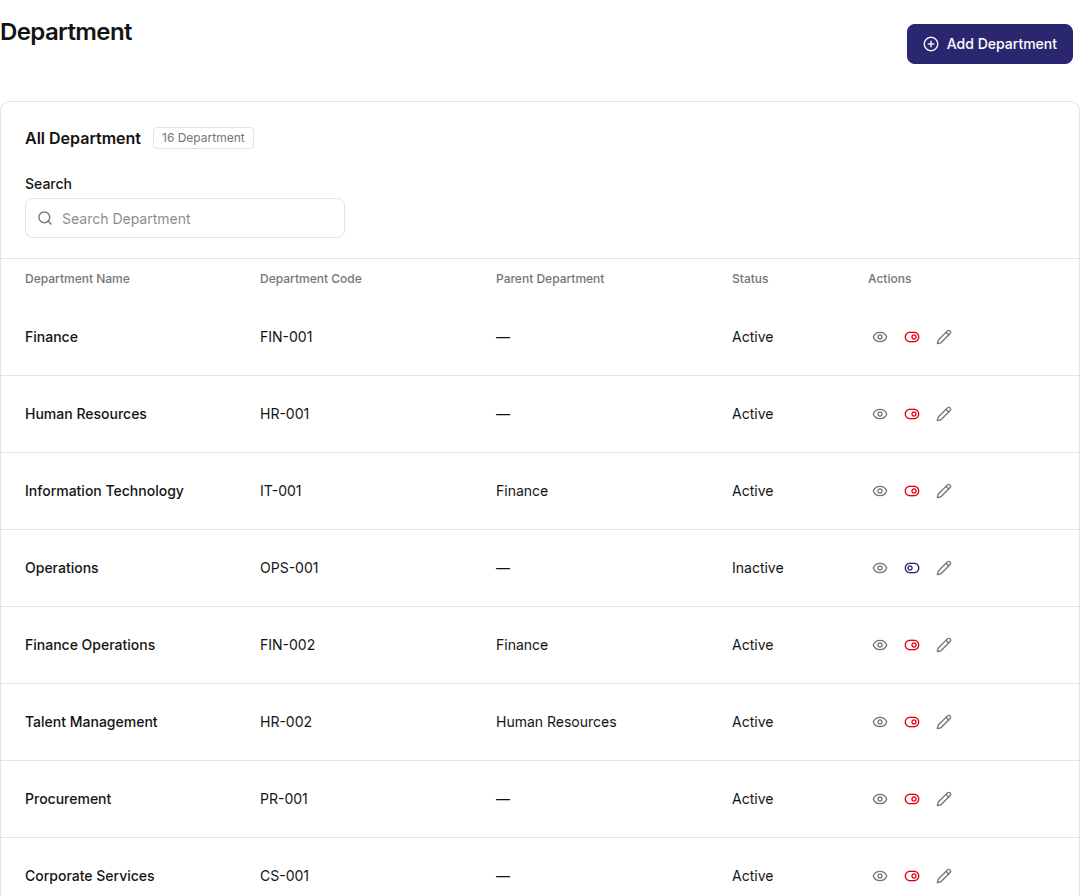 Department
Add Department
All Department 16 Department
Search
Search Department
Department Name Department Code Parent Department Status Actions
Finance FIN-001 — Active
Human Resources HR-001 — Active
Information Technology IT-001 Finance Active
Operations OPS-001 — Inactive
Finance Operations FIN-002 Finance Active
Talent Management HR-002 Human Resources Active
Procurement PR-001 — Active
Corporate Services CS-001 — Active